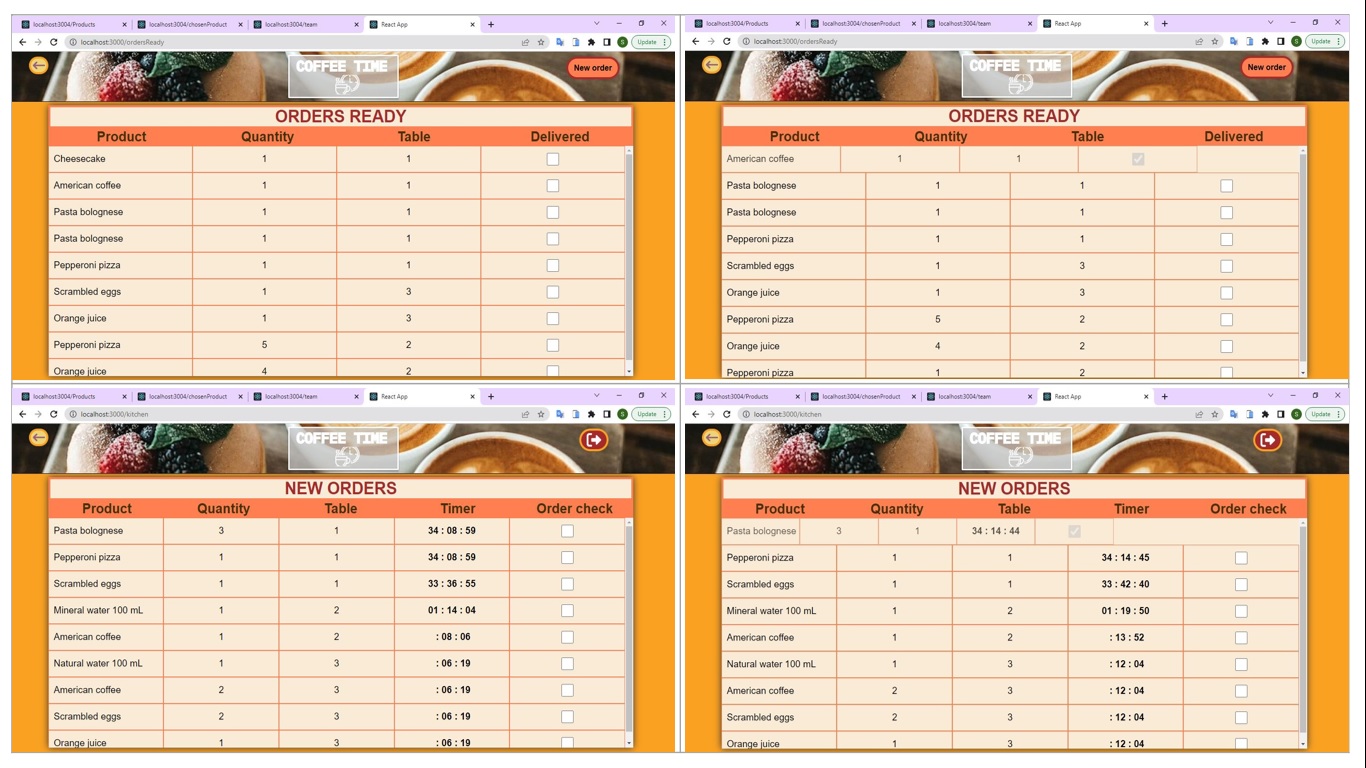 localhost:3004/Products × localhost:3004/chosenProduct × localhost:3004/team × React App ×
localhost:3000/ordersReady S Update
COFFEE TIME New order
ORDERS READY
Product Quantity Table Delivered
Cheesecake 1 1
American coffee 1 1
Pasta bolognese 1 1
Pasta bolognese 1 1
Pepperoni pizza 1 1
Scrambled eggs 1 3
Orange juice 1 3
Pepperoni pizza 5 2
Orange juice 4 2
localhost:3004/Products × localhost:3004/chosenProduct × localhost:3004/team × React App ×
localhost:3000/ordersReady S Update
COFFEE TIME New order
ORDERS READY
Product Quantity Table Delivered
American coffee 1 1
Pasta bolognese 1 1
Pasta bolognese 1 1
Pepperoni pizza 1 1
Scrambled eggs 1 3
Orange juice 1 3
Pepperoni pizza 5 2
Orange juice 4 2
Pepperoni pizza 1 2
localhost:3004/Products × localhost:3004/chosenProduct × localhost:3004/team × React App ×
localhost:3000/kitchen S Update
COFFEE TIME
NEW ORDERS
Product Quantity Table Timer Order check
Pasta bolognese 3 1 34 : 08 : 59
Pepperoni pizza 1 1 34 : 08 : 59
Scrambled eggs 1 1 33 : 36 : 55
Mineral water 100 mL 1 2 01 : 14 : 04
American coffee 1 2 : 08 : 06
Natural water 100 mL 1 3 : 06 : 19
American coffee 2 3 : 06 : 19
Scrambled eggs 2 3 : 06 : 19
Orange juice 1 3 : 06 : 19
localhost:3004/Products × localhost:3004/chosenProduct × localhost:3004/team × React App ×
localhost:3000/kitchen S Update
COFFEE TIME
NEW ORDERS
Product Quantity Table Timer Order check
Pasta bolognese 3 1 34 : 14 : 44
Pepperoni pizza 1 1 34 : 14 : 45
Scrambled eggs 1 1 33 : 42 : 40
Mineral water 100 mL 1 2 01 : 19 : 50
American coffee 1 2 : 13 : 52
Natural water 100 mL 1 3 : 12 : 04
American coffee 2 3 : 12 : 04
Scrambled eggs 2 3 : 12 : 04
Orange juice 1 3 : 12 : 04